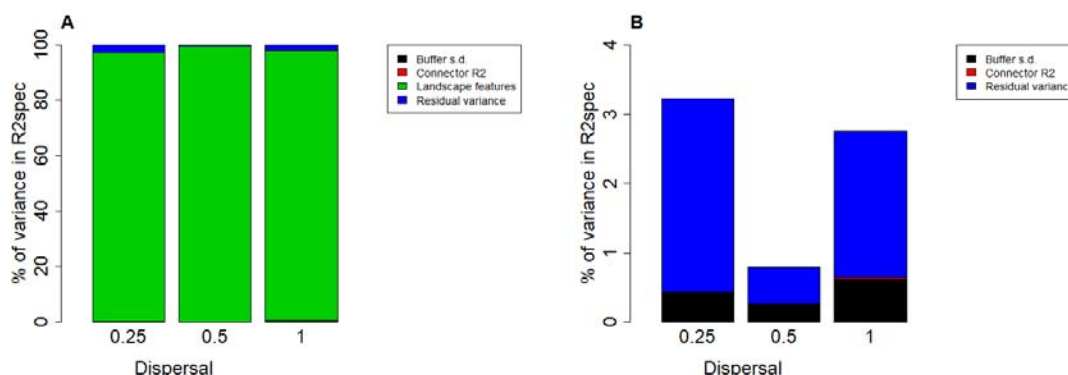 A
% of variance in R2spec
100
80
60
40
20
0
0.25 0.5 1
Dispersal
Buffer s.d.
Connector R2
Landscape features
Residual variance
B
% of variance in R2spec
4
3
2
1
0
0.25 0.5 1
Dispersal
Buffer s.d.
Connector R2
Residual variance